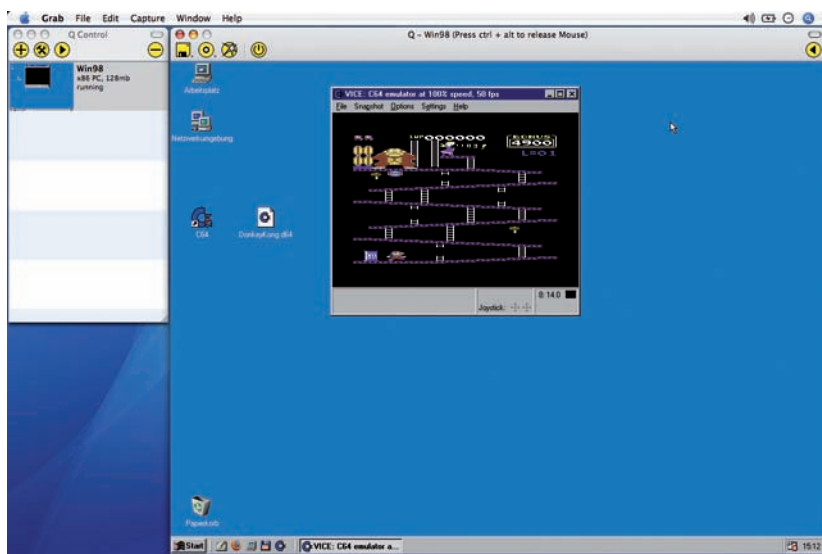 Grab File Edit Capture Window Help
Q Control
Q - Win98 (Press ctrl + alt to release Mouse)
Win98
x86 PC, 128mb
running
Arbeitsplatz
Netzwerkumgebung
C64
DonkeyKong.d64
VICE: C64 emulator at 100% speed, 50 fps
File Snapshot Options Settings Help
000000
BONUS
4900
L=01
8: 14.0
Joystick:
Papierkorb
Start
VICE: C64 emulator a...
15:12